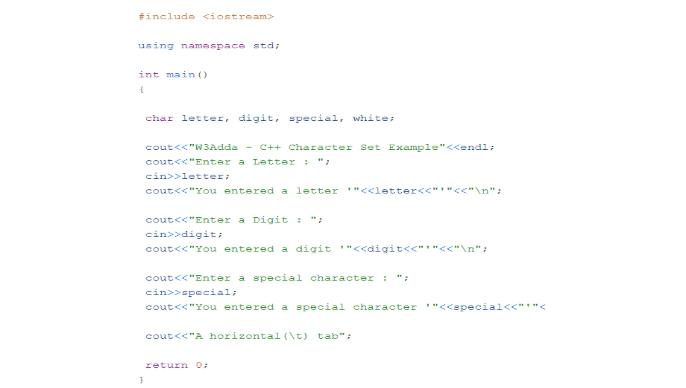 #include <iostream>
using namespace std;
int main()
{
char letter, digit, special, white;
cout<<"W3Adda - C++ Character Set Example"<<endl;
cout<<"Enter a Letter : ";
cin>>letter;
cout<<"You entered a letter '"<<letter<<"'"<<"\n";
cout<<"Enter a Digit : ";
cin>>digit;
cout<<"You entered a digit '"<<digit<<"'"<<"\n";
cout<<"Enter a special character : ";
cin>>special;
cout<<"You entered a special character '"<<special<<"'"<
cout<<"A horizontal(\t) tab";
return 0;
}